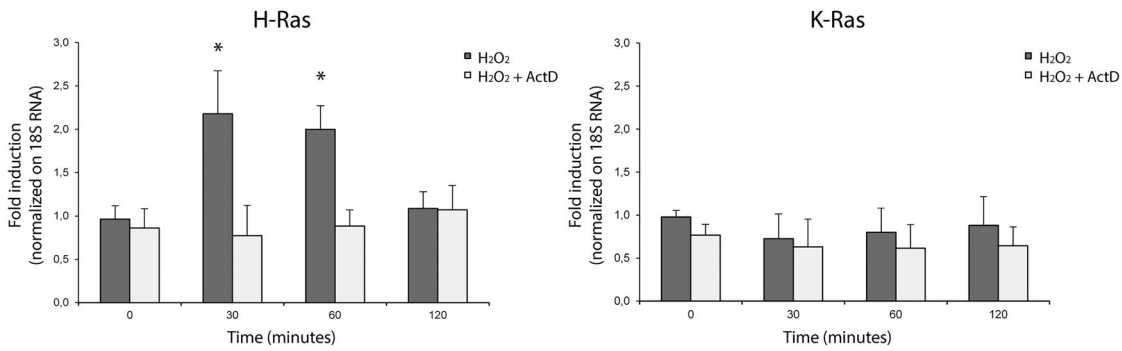 H-Ras
Fold induction
(normalized on 18S RNA)
3,0
2,5
2,0
1,5
1,0
0,5
0,0
*
*
H2O2
H2O2 + ActD
0 30 60 120
Time (minutes)
K-Ras
Fold induction
(normalized on 18S RNA)
3,0
2,5
2,0
1,5
1,0
0,5
0,0
H2O2
H2O2 + ActD
0 30 60 120
Time (minutes)